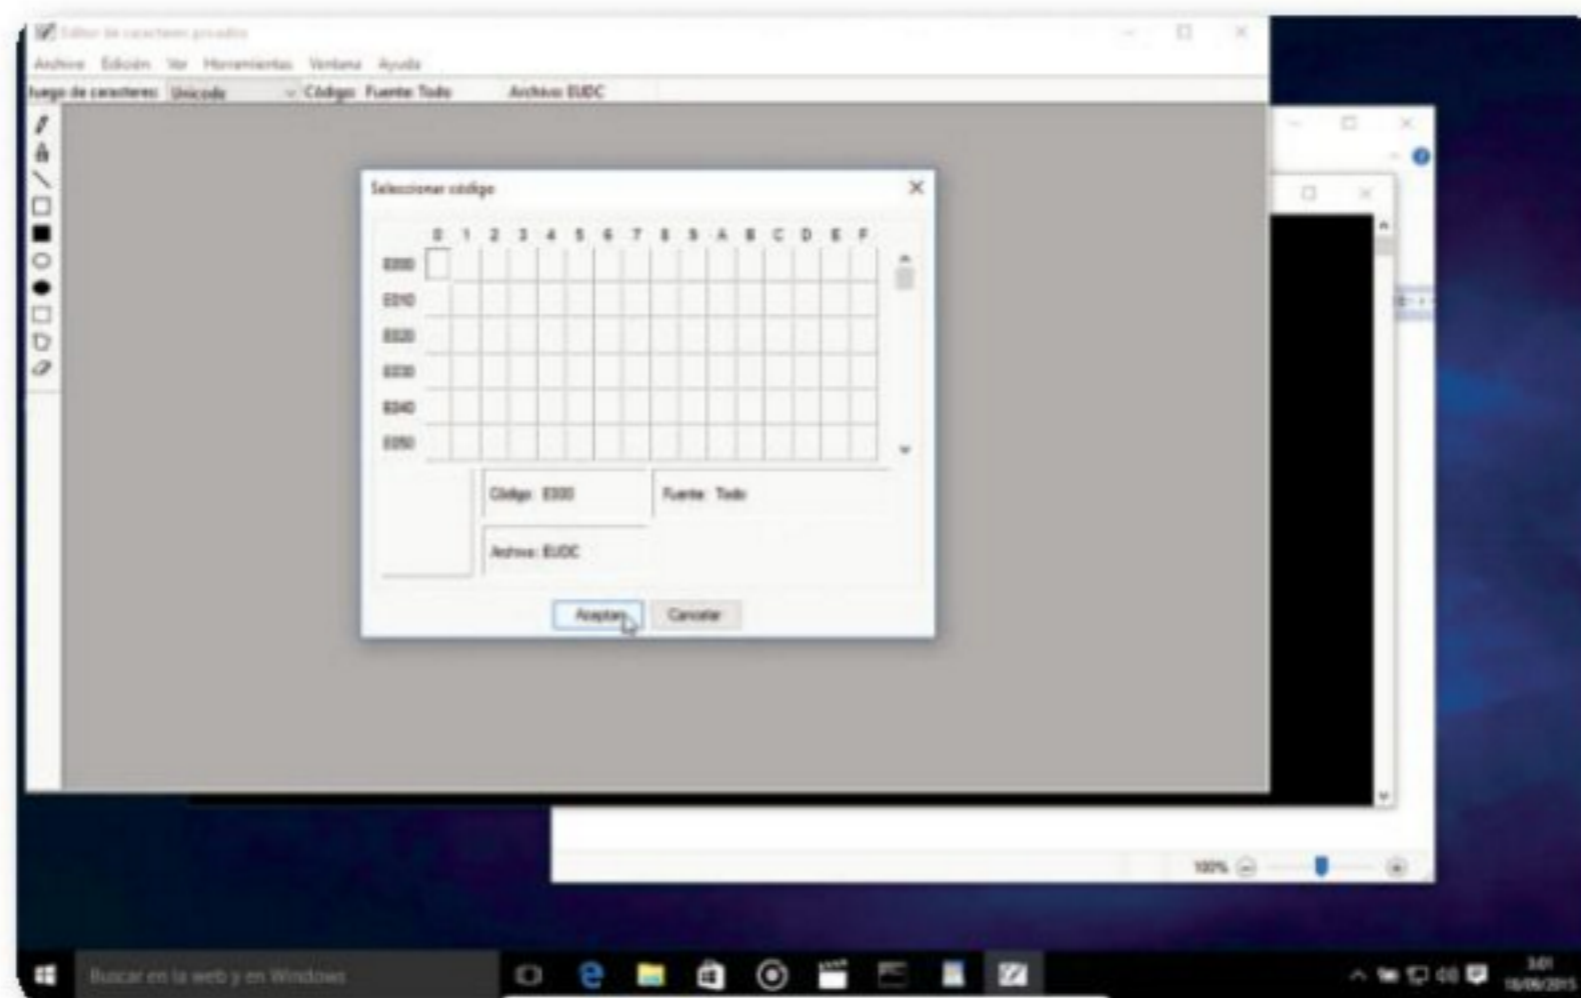 Editor de caracteres privados
Archivo Edición Ver Herramientas Ventana Ayuda
Juego de caracteres: Unicode Código: Fuente: Todo Archivo: EUDC
Seleccionar código
0 1 2 3 4 5 6 7 8 9 A B C D E F
E000
E010
E020
E030
E040
E050
Código: E000 Fuente: Todo
Archivo: EUDC
Aceptar Cancelar
100%
Buscar en la web y en Windows
3:01